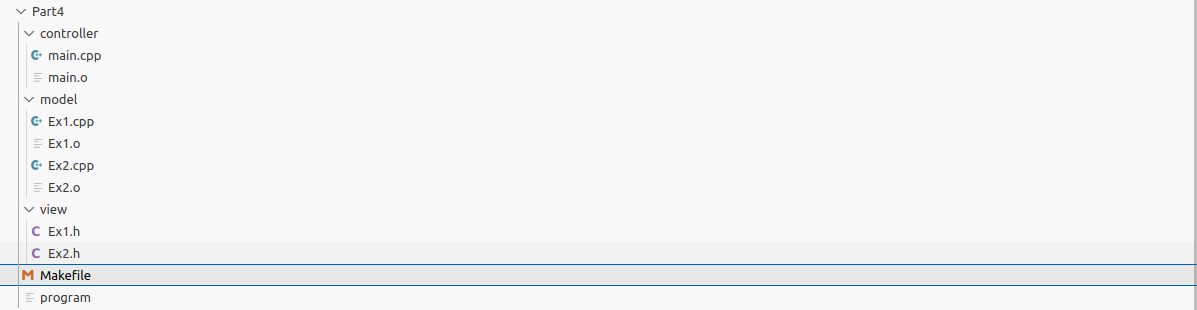 Part4
controller
main.cpp
main.o
model
Ex1.cpp
Ex1.o
Ex2.cpp
Ex2.o
view
C Ex1.h
C Ex2.h
M Makefile
program